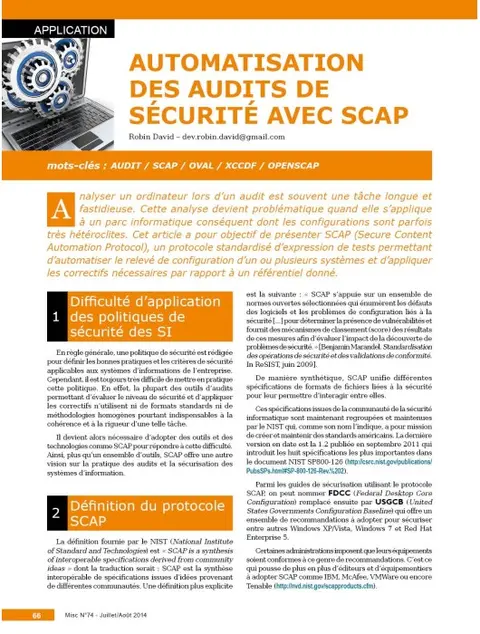 APPLICATION
AUTOMATISATION
DES AUDITS DE
SÉCURITÉ AVEC SCAP
Robin David – dev.robin.david@gmail.com
mots-clés : AUDIT / SCAP / OVAL / XCCDF / OPENSCAP
Analyser un ordinateur lors d'un audit est souvent une tâche longue et
fastidieuse. Cette analyse devient problématique quand elle s'applique
à un parc informatique conséquent dont les configurations sont parfois
très hétéroclites. Cet article a pour objectif de présenter SCAP (Secure Content
Automation Protocol), un protocole standardisé d'expression de tests permettant
d'automatiser le relevé de configuration d'un ou plusieurs systèmes et d'appliquer
les correctifs nécessaires par rapport à un référentiel donné.
1
Difficulté d'application
des politiques de
sécurité des SI
En règle générale, une politique de sécurité est rédigée
pour définir les bonnes pratiques et les critères de sécurité
applicables aux systèmes d'informations de l'entreprise.
Cependant, il est toujours très difficile de mettre en pratique
cette politique. En effet, la plupart des outils d'audits
permettant d'évaluer le niveau de sécurité et d'appliquer
les correctifs n'utilisent ni de formats standards ni de
méthodologies homogènes pourtant indispensables à la
cohérence et à la rigueur d'une telle tâche.
Il devient alors nécessaire d'adopter des outils et des
technologies comme SCAP pour répondre à cette difficulté.
Ainsi, plus qu'un ensemble d'outils, SCAP offre une autre
vision sur la pratique des audits et la sécurisation des
systèmes d'information.
2
Définition du protocole
SCAP
La définition fournie par le NIST (National Institute
of Standard and Technologies) est « SCAP is a synthesis
of interoperable specifications derived from community
ideas » dont la traduction serait : SCAP est la synthèse
interopérable de spécifications issues d'idées provenant
de différentes communautés. Une définition plus explicite
est la suivante : « SCAP s'appuie sur un ensemble de
normes ouvertes sélectionnées qui énumèrent les défauts
des logiciels et les problèmes de configuration liés à la
sécurité [...] pour déterminer la présence de vulnérabilités et
fournit des mécanismes de classement (score) des résultats
de ces mesures afin d'évaluer l'impact de la découverte de
problèmes de sécurité. » [Benjamin Marandel. Standardisation
des opérations de sécurité et des validations de conformité.
In ReSIST, juin 2009].
De manière synthétique, SCAP unifie différentes
spécifications de formats de fichiers liées à la sécurité
pour leur permettre d'interagir entre elles.
Ces spécifications issues de la communauté de la sécurité
informatique sont maintenant regroupées et maintenues
par le NIST qui, comme son nom l'indique, a pour mission
de créer et maintenir des standards américains. La dernière
version en date est la 1.2 publiée en septembre 2011 qui
introduit les huit spécifications les plus importantes dans
le document NIST SP800-126 (http://csrc.nist.gov/publications/
PubsSPs.html#SP-800-126-Rev.%202).
Parmi les guides de sécurisation utilisant le protocole
SCAP, on peut nommer FDCC (Federal Desktop Core
Configuration) remplacé ensuite par USGCB (United
States Governments Configuration Baseline) qui offre un
ensemble de recommandations à adopter pour sécuriser
entre autres Windows XP/Vista, Windows 7 et Red Hat
Enterprise 5.
Certaines administrations imposent que leurs équipements
soient conformes à ce genre de recommandations. C'est ce
qui pousse de plus en plus d'éditeurs et d'équipementiers
à adopter SCAP comme IBM, McAfee, VMWare ou encore
Tenable (http://nvd.nist.gov/scapproducts.cfm).
66
Misc N°74 - Juillet/Août 2014